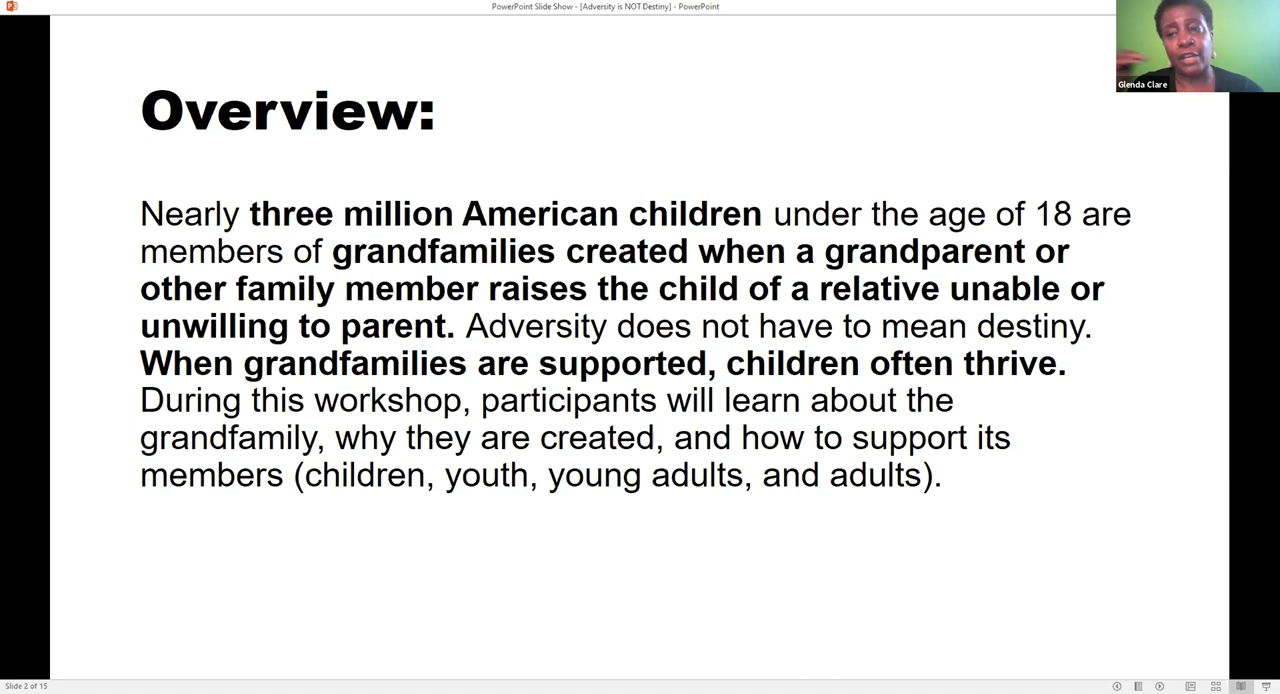 PowerPoint Slide Show - [Adversity is NOT Destiny] - PowerPoint
Glenda Clare
Overview:
Nearly three million American children under the age of 18 are
members of grandfamilies created when a grandparent or
other family member raises the child of a relative unable or
unwilling to parent. Adversity does not have to mean destiny.
When grandfamilies are supported, children often thrive.
During this workshop, participants will learn about the
grandfamily, why they are created, and how to support its
members (children, youth, young adults, and adults).
Slide 2 of 15